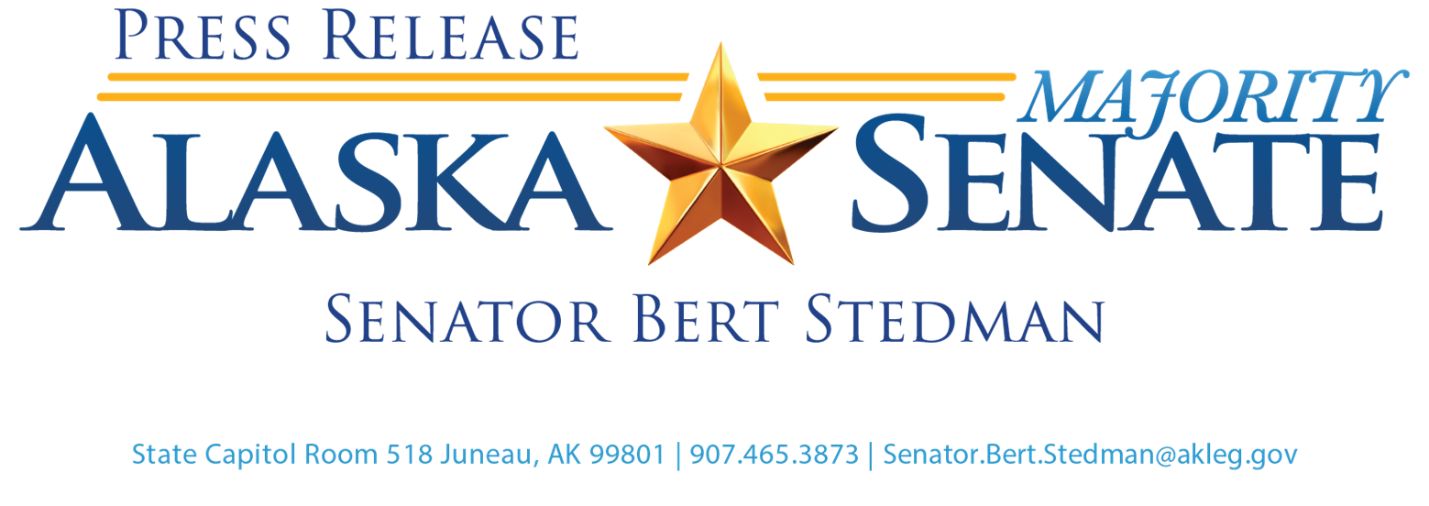 PRESS RELEASE
MAJORITY
ALASKA SENATE
SENATOR BERT STEDMAN
State Capitol Room 518 Juneau, AK 99801 | 907.465.3873 | Senator.Bert.Stedman@akleg.gov